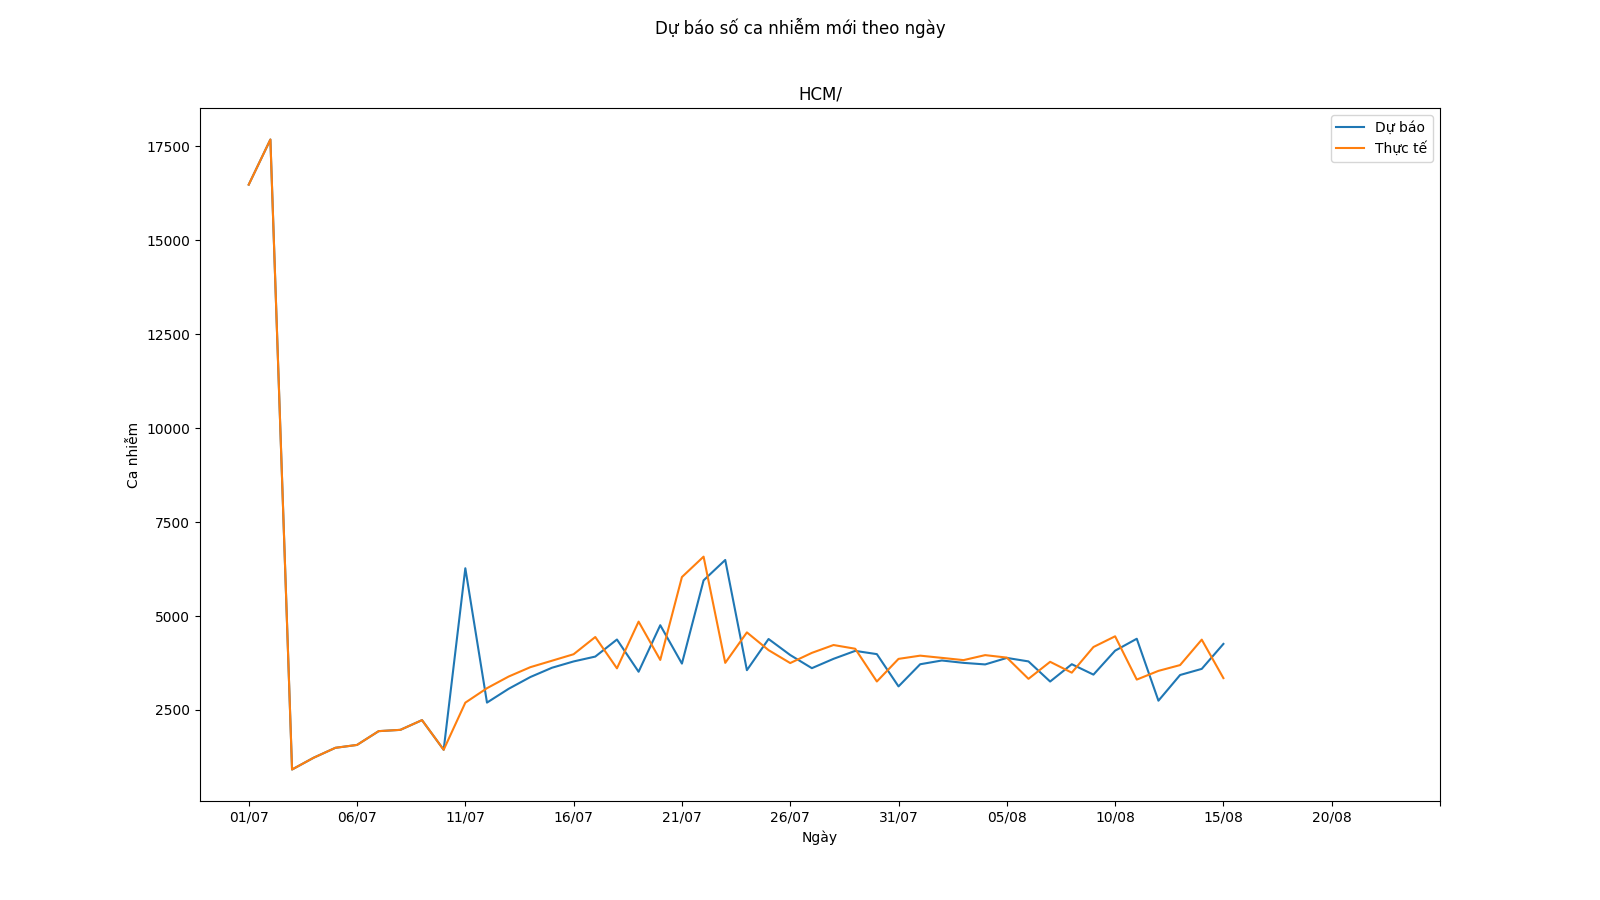 Dự báo số ca nhiễm mới theo ngày
HCM/
Dự báo
Thực tế
17500
15000
12500
10000
7500
5000
2500
Ca nhiễm
01/07 06/07 11/07 16/07 21/07 26/07 31/07 05/08 10/08 15/08 20/08
Ngày